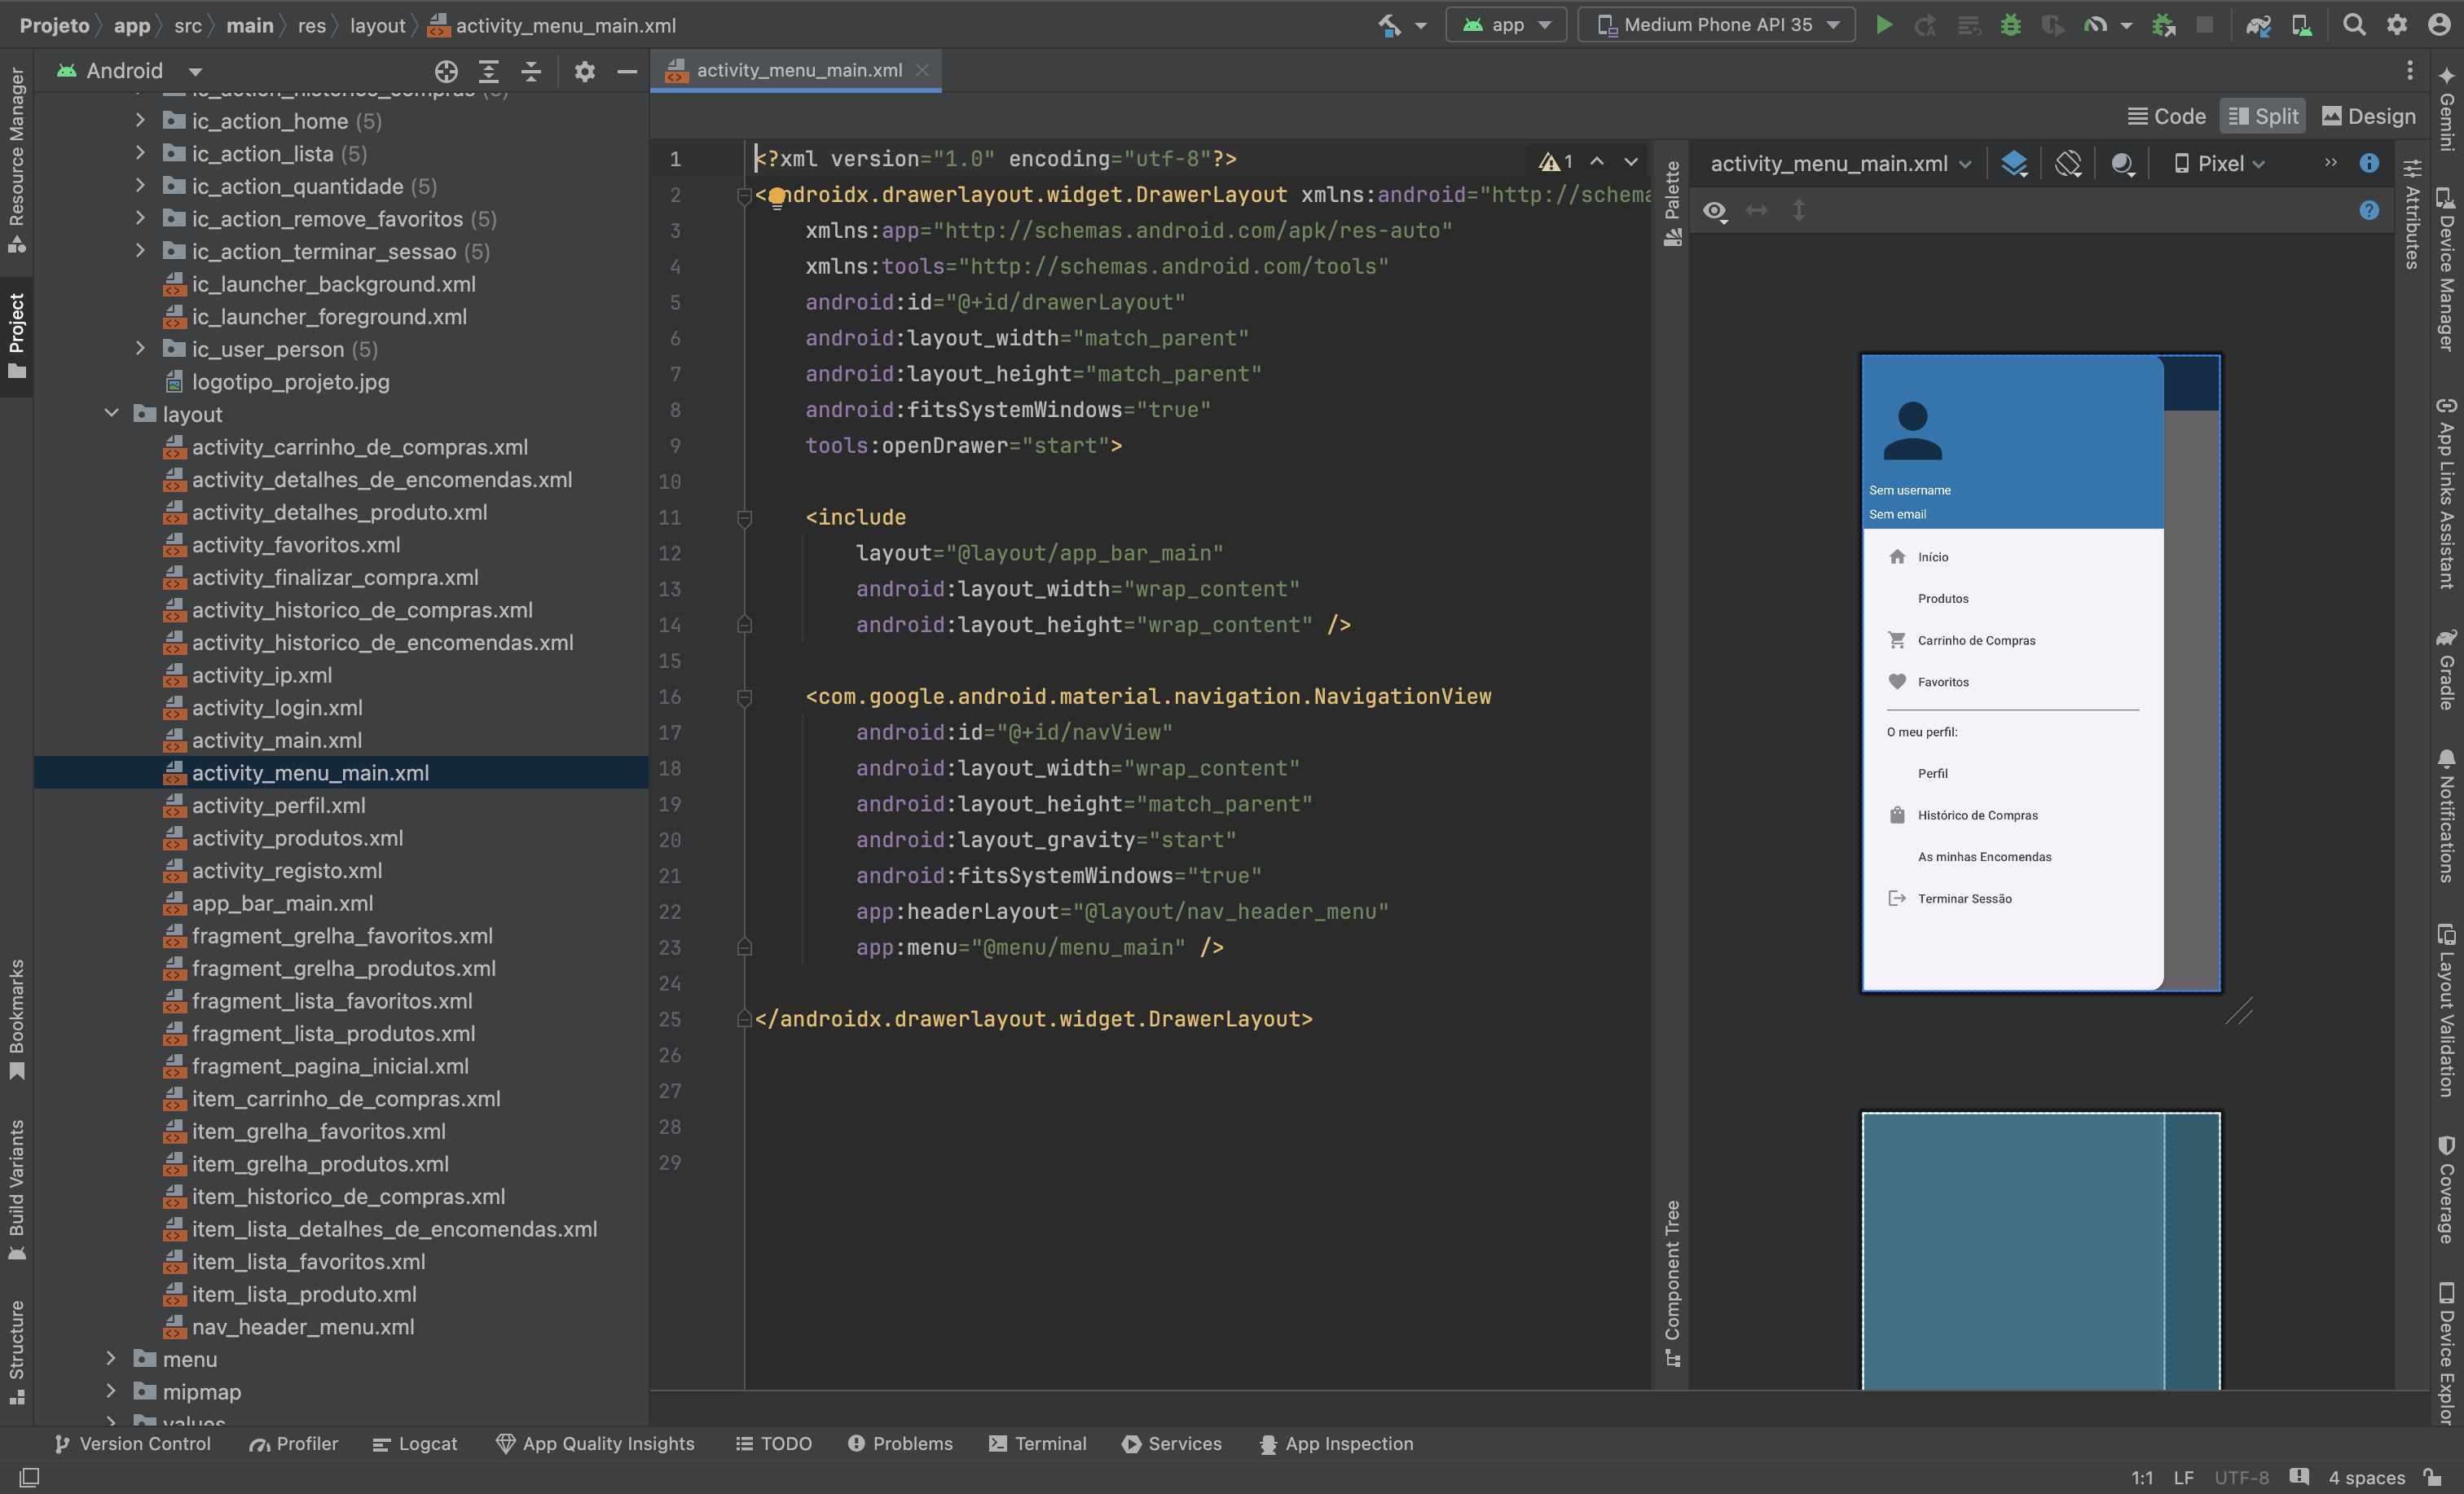 Projeto app src main res layout activity_menu_main.xml
app
Medium Phone API 35
Android
activity_menu_main.xml
Code Split Design
Resource Manager
Project
Bookmarks
Build Variants
Structure
ic_action_historico_compras (5)
ic_action_home (5)
ic_action_lista (5)
ic_action_quantidade (5)
ic_action_remove_favoritos (5)
ic_action_terminar_sessao (5)
ic_launcher_background.xml
ic_launcher_foreground.xml
ic_user_person (5)
logotipo_projeto.jpg
layout
activity_carrinho_de_compras.xml
activity_detalhes_de_encomendas.xml
activity_detalhes_produto.xml
activity_favoritos.xml
activity_finalizar_compra.xml
activity_historico_de_compras.xml
activity_historico_de_encomendas.xml
activity_ip.xml
activity_login.xml
activity_main.xml
activity_menu_main.xml
activity_perfil.xml
activity_produtos.xml
activity_registo.xml
app_bar_main.xml
fragment_grelha_favoritos.xml
fragment_grelha_produtos.xml
fragment_lista_favoritos.xml
fragment_lista_produtos.xml
fragment_pagina_inicial.xml
item_carrinho_de_compras.xml
item_grelha_favoritos.xml
item_grelha_produtos.xml
item_historico_de_compras.xml
item_lista_detalhes_de_encomendas.xml
item_lista_favoritos.xml
item_lista_produto.xml
nav_header_menu.xml
menu
mipmap
values
1 <?xml version="1.0" encoding="utf-8"?>
1
2 <androidx.drawerlayout.widget.DrawerLayout xmlns:android="http://schema
3 xmlns:app="http://schemas.android.com/apk/res-auto"
4 xmlns:tools="http://schemas.android.com/tools"
5 android:id="@+id/drawerLayout"
6 android:layout_width="match_parent"
7 android:layout_height="match_parent"
8 android:fitsSystemWindows="true"
9 tools:openDrawer="start">
10
11 <include
12 layout="@layout/app_bar_main"
13 android:layout_width="wrap_content"
14 android:layout_height="wrap_content" />
15
16 <com.google.android.material.navigation.NavigationView
17 android:id="@+id/navView"
18 android:layout_width="wrap_content"
19 android:layout_height="match_parent"
20 android:layout_gravity="start"
21 android:fitsSystemWindows="true"
22 app:headerLayout="@layout/nav_header_menu"
23 app:menu="@menu/menu_main" />
24
25 </androidx.drawerlayout.widget.DrawerLayout>
26
27
28
29
Palette
Component Tree
activity_menu_main.xml
Pixel
Sem username
Sem email
Início
Produtos
Carrinho de Compras
Favoritos
O meu perfil:
Perfil
Histórico de Compras
As minhas Encomendas
Terminar Sessão
Attributes
Gemini
Device Manager
App Links Assistant
Gradle
Notifications
Layout Validation
Coverage
Device Explor
Version Control Profiler Logcat App Quality Insights TODO Problems Terminal Services App Inspection
1:1 LF UTF-8 4 spaces